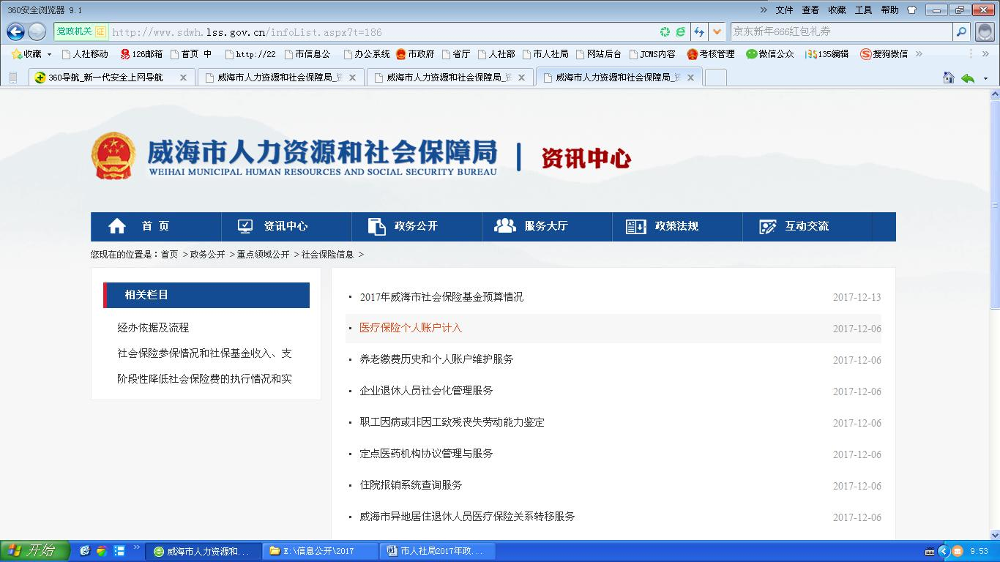 360安全浏览器 9.1
» 文件 查看 收藏 工具 帮助
党政机关 证 http://www.sdwh.lss.gov.cn/infoList.aspx?t=186
京东新年666红包礼券
收藏 人社移动 126邮箱 首页 中 http://22 市信息公 办公系统 市政府 省厅 人社部 市人社局 网站后台 JCMS内容 考核管理 微信公众 135编辑 搜狗微信 »
360导航_新一代安全上网导航 威海市人力资源和社会保障局_ 威海市人力资源和社会保障局_ 威海市人力资源和社会保障局_
威海市人力资源和社会保障局 | 资讯中心
WEIHAI MUNICIPAL HUMAN RESOURCES AND SOCIAL SECURITY BUREAU
首 页 资讯中心 政务公开 服务大厅 政策法规 互动交流
您现在的位置是：首页 >政务公开 >重点领域公开 >社会保险信息 >
相关栏目
经办依据及流程
社会保险参保情况和社保基金收入、支
阶段性降低社会保险费的执行情况和实
2017年威海市社会保险基金预算情况 2017-12-13
医疗保险个人账户计入 2017-12-06
养老缴费历史和个人账户维护服务 2017-12-06
企业退休人员社会化管理服务 2017-12-06
职工因病或非因工致残丧失劳动能力鉴定 2017-12-06
定点医药机构协议管理与服务 2017-12-06
住院报销系统查询服务 2017-12-06
威海市异地居住退休人员医疗保险关系转移服务 2017-12-06
开始 » 威海市人力资源和... E:\信息公开\2017 市人社局2017年政... 9:53